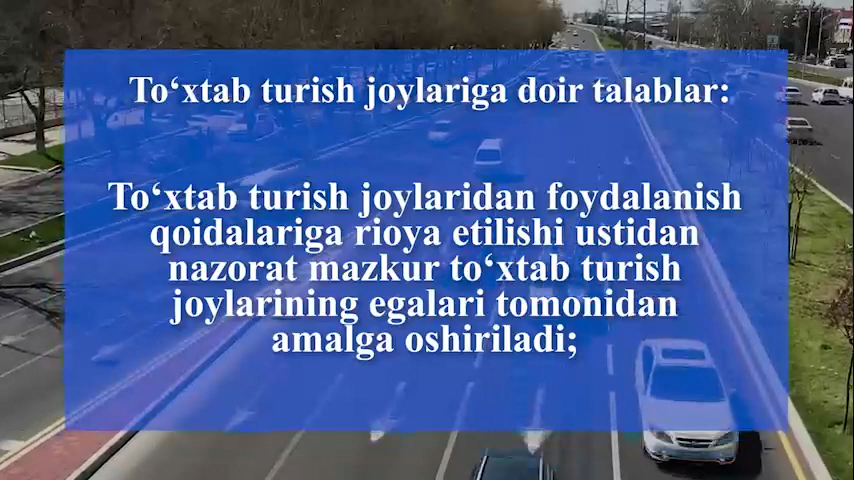 To‘xtab turish joylariga doir talablar:
To‘xtab turish joylaridan foydalanish
qoidalariga rioya etilishi ustidan
nazorat mazkur to‘xtab turish
joylarining egalari tomonidan
amalga oshiriladi;